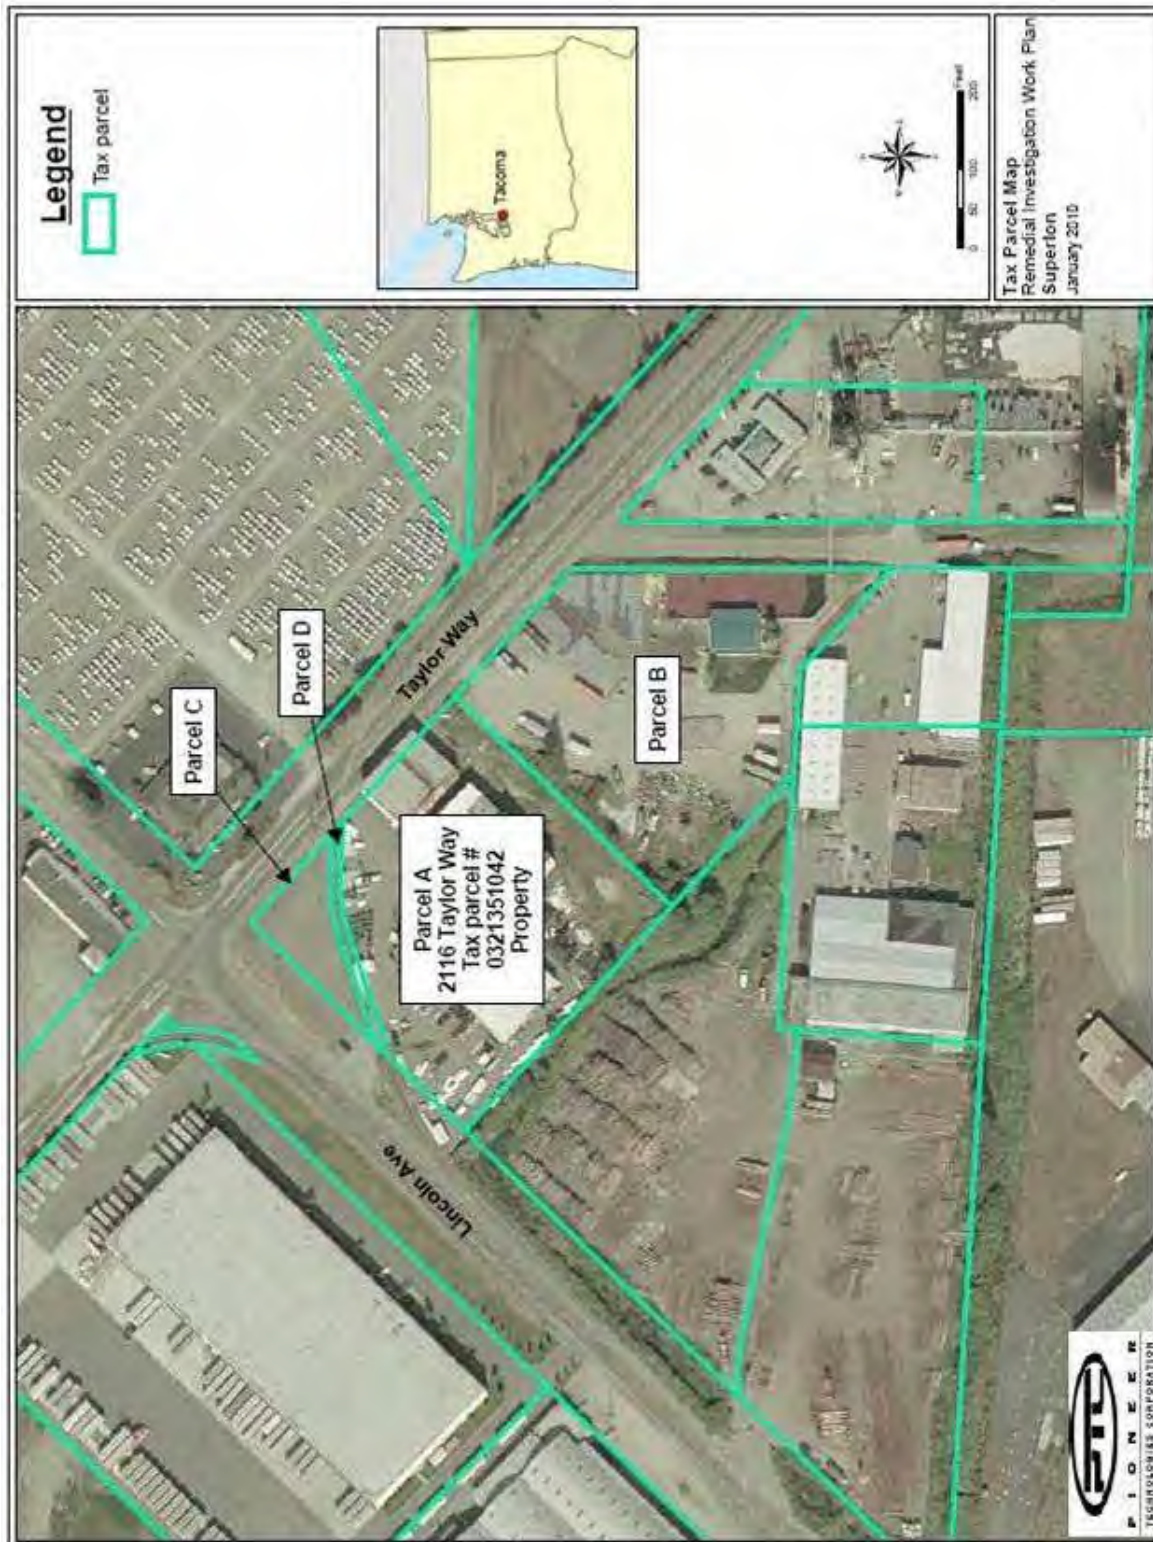 Legend
Tax parcel
Tacoma
Feet
0 50 100 200
Tax Parcel Map
Remedial Investigation Work Plan
Superlon
January 2010
Parcel C
Parcel D
Taylor Way
Parcel A
2116 Taylor Way
Tax parcel #
0321351042
Property
Parcel B
Lincoln Ave
PTC
PIONEER
TECHNOLOGIES CORPORATION